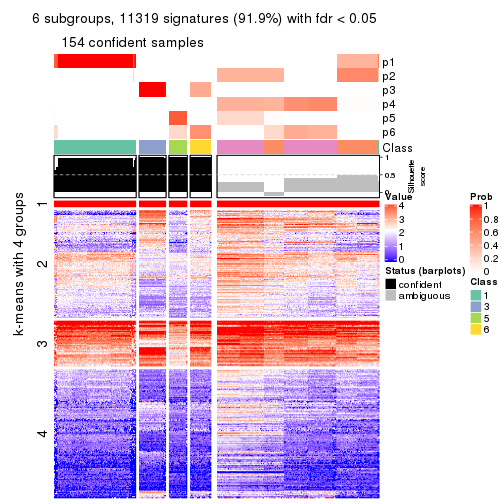 6 subgroups, 11319 signatures (91.9%) with fdr < 0.05
154 confident samples
p1
p2
p3
p4
p5
p6
Class
1
0.5
0
Silhouette
score
k-means with 4 groups
1
2
3
4
Value
4
3
2
1
0
Status (barplots)
confident
ambiguous
Prob
1
0.8
0.6
0.4
0.2
0
Class
1
3
5
6